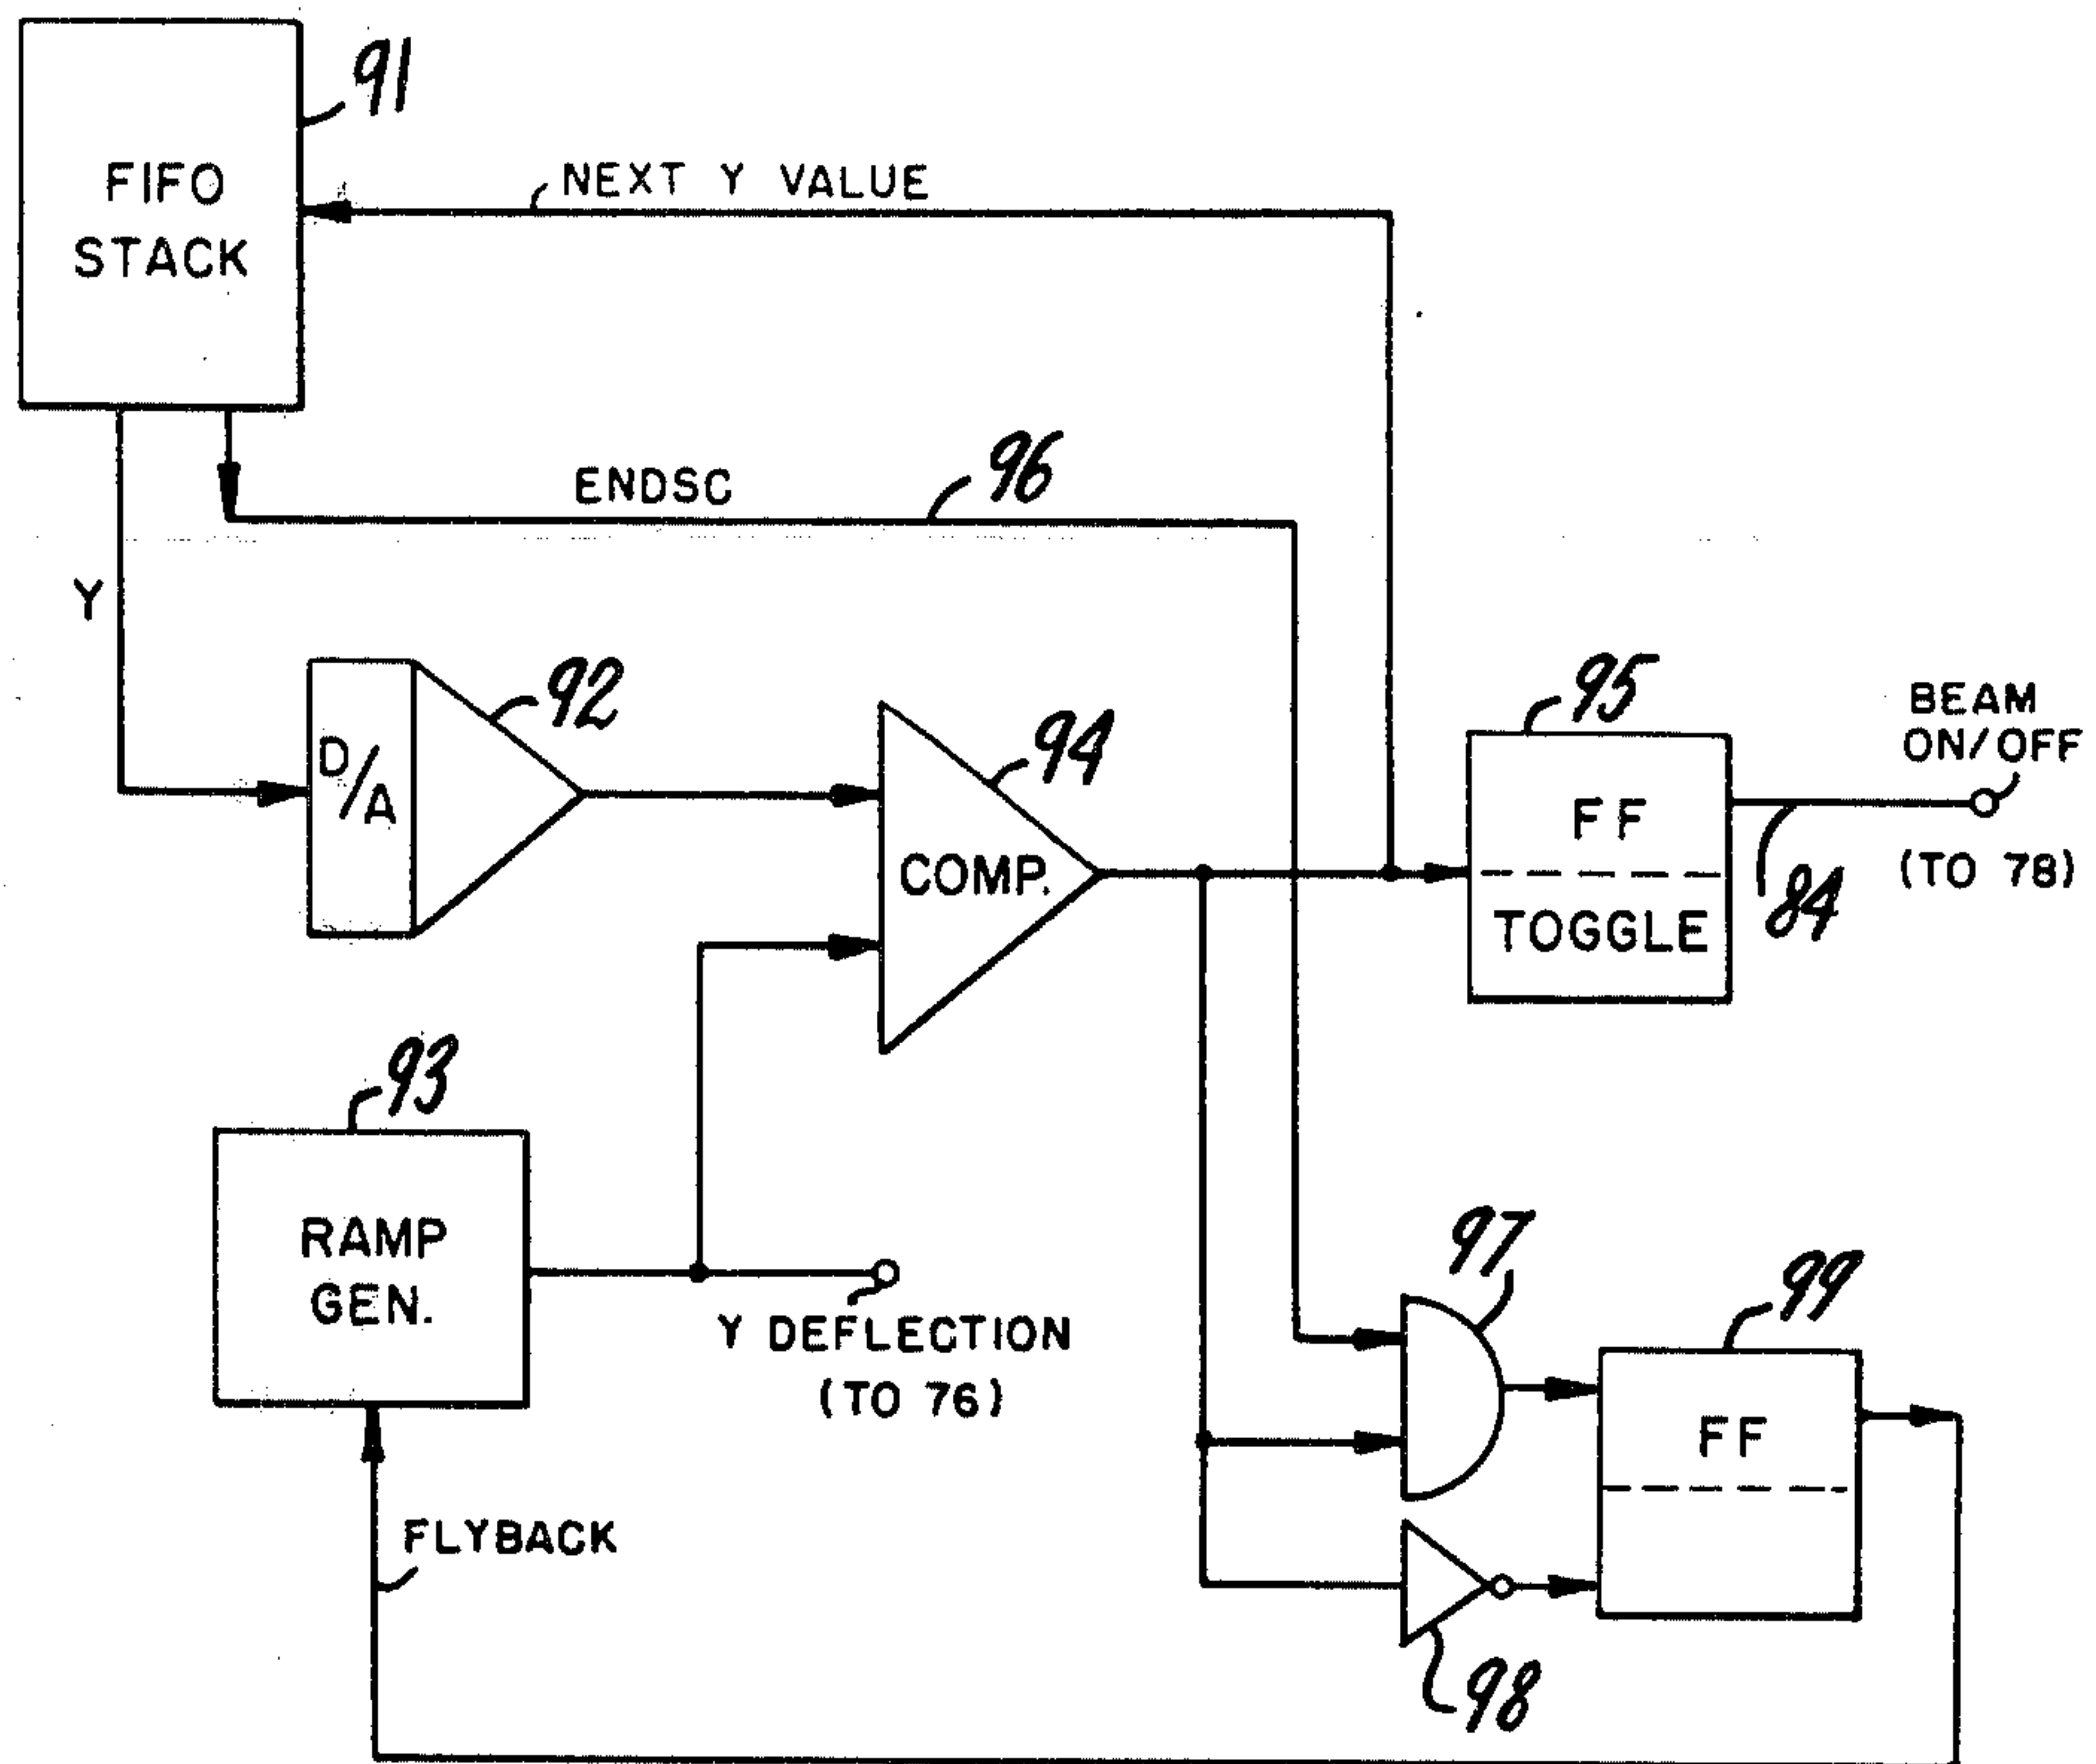 91
FIFO
STACK
NEXT Y VALUE
96
ENDSC
Y
92
D/A
94
COMP.
95
FF
TOGGLE
BEAM
ON/OFF
84
(TO 78)
93
RAMP
GEN.
Y DEFLECTION
(TO 76)
97
99
FF
FLYBACK
98